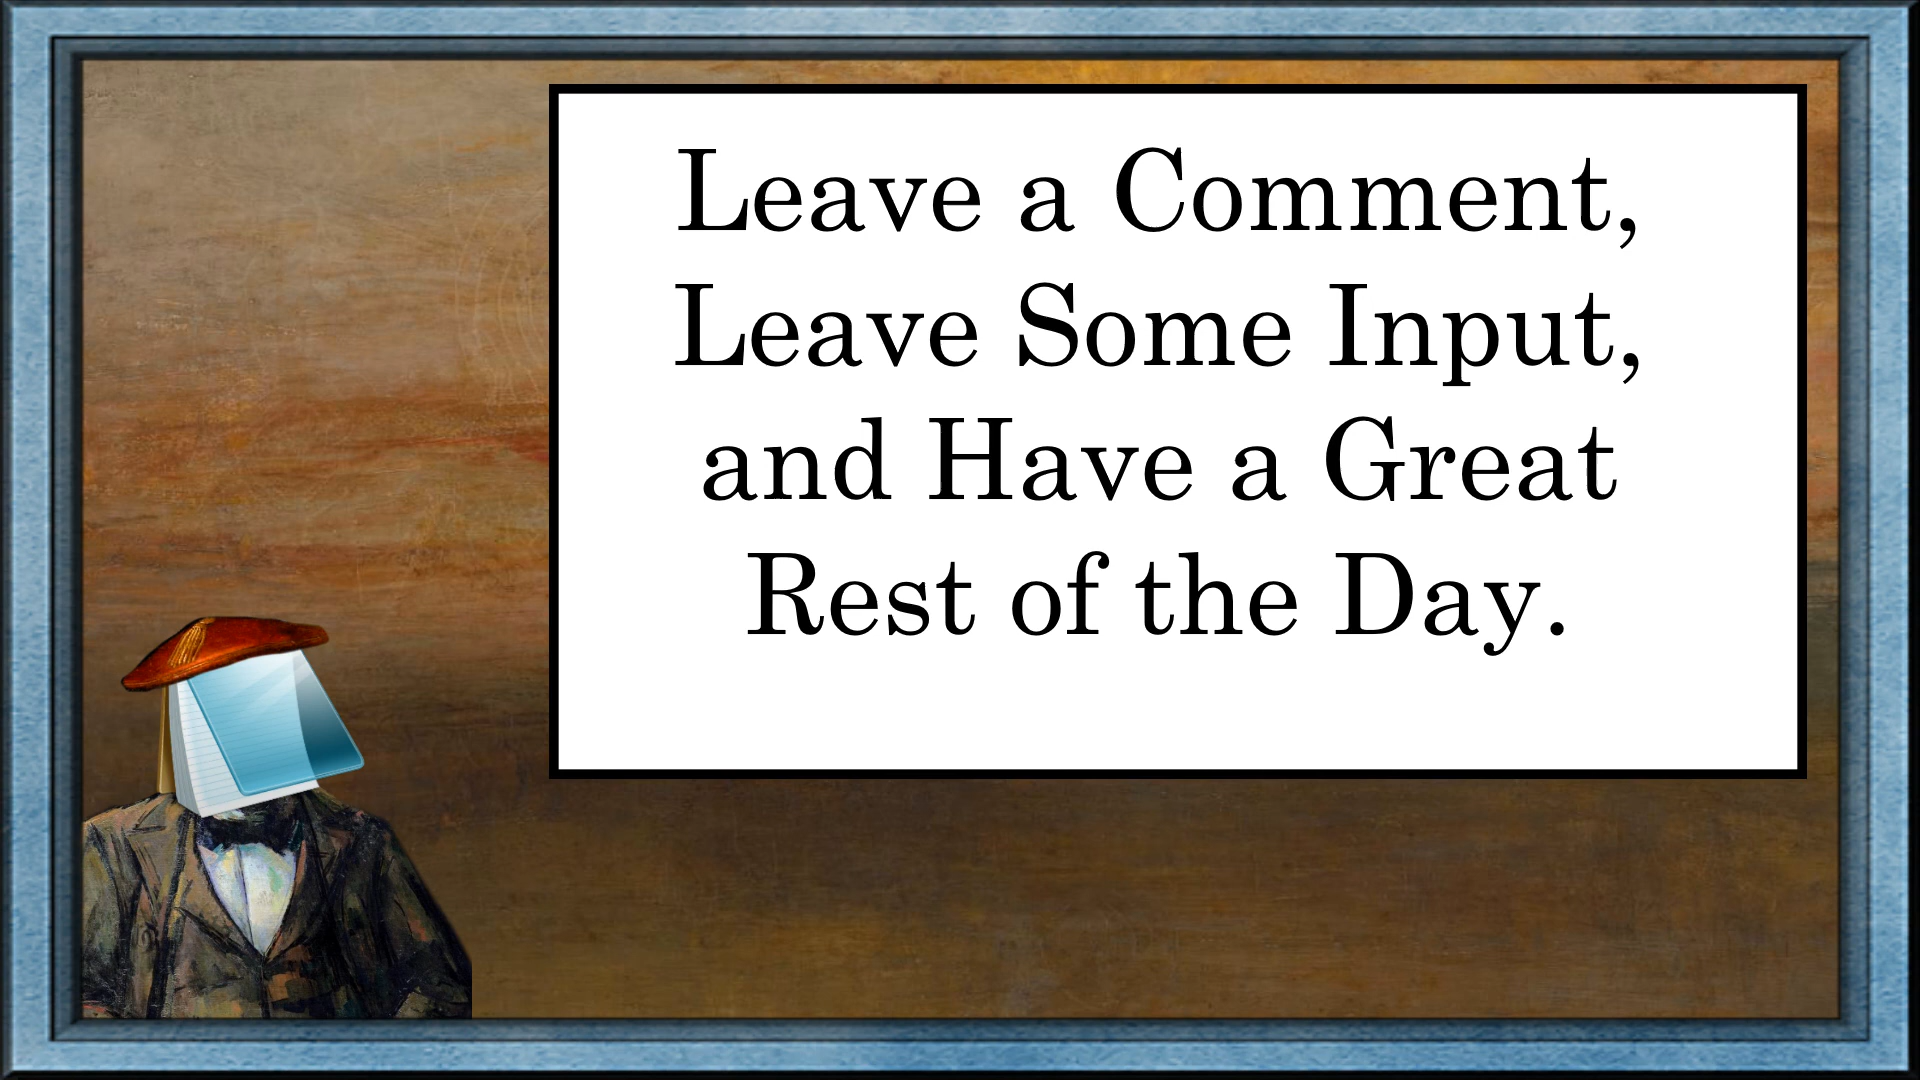 Leave a Comment,
Leave Some Input,
and Have a Great
Rest of the Day.